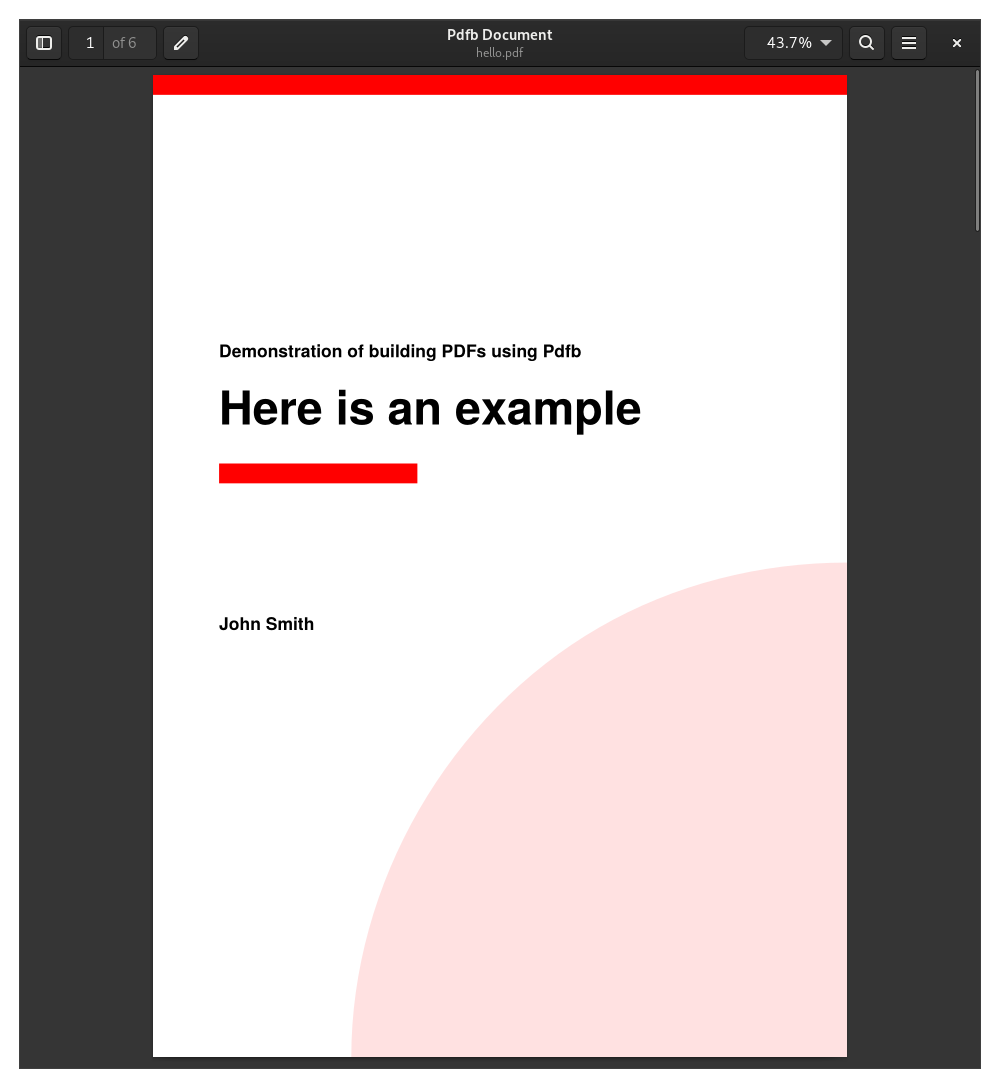 Pdfb Document
hello.pdf
1 of 6
43.7%
Demonstration of building PDFs using Pdfb
Here is an example
John Smith